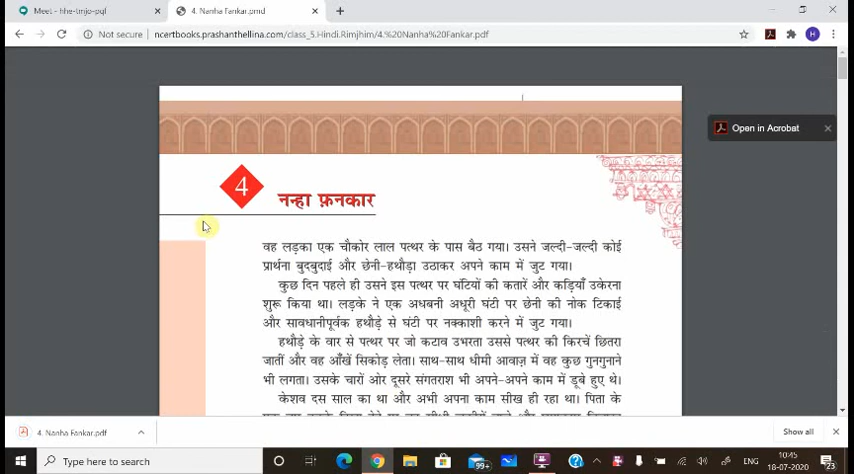 Meet - hhe-tmjo-pqf
4. Nanha Fankar.pmd
Not secure | ncertbooks.prashanthellina.com/class_5.Hindi.Rimjhim/4.%20Nanha%20Fankar.pdf
H
Open in Acrobat
4
नन्हा फ़नकार
वह लड़का एक चौकोर लाल पत्थर के पास बैठ गया। उसने जल्दी-जल्दी कोई
प्रार्थना बुदबुदाई और छेनी-हथौड़ा उठाकर अपने काम में जुट गया।
कुछ दिन पहले ही उसने इस पत्थर पर घंटियों की कतारें और कड़ियाँ उकेरना
शुरू किया था। लड़के ने एक अधबनी अधूरी घंटी पर छेनी की नोक टिकाई
और सावधानीपूर्वक हथौड़े से घंटी पर नक्काशी करने में जुट गया।
हथौड़े के वार से पत्थर पर जो कटाव उभरता उससे पत्थर की किरचें छितरा
जातीं और वह आँखें सिकोड़ लेता। साथ-साथ धीमी आवाज़ में वह कुछ गुनगुनाने
भी लगता। उसके चारों ओर दूसरे संगतराश भी अपने-अपने काम में डूबे हुए थे।
केशव दस साल का था और अभी अपना काम सीख ही रहा था। पिता के
4. Nanha Fankar.pdf
Show all
Type here to search
99+
ENG
10:45
18-07-2020
23